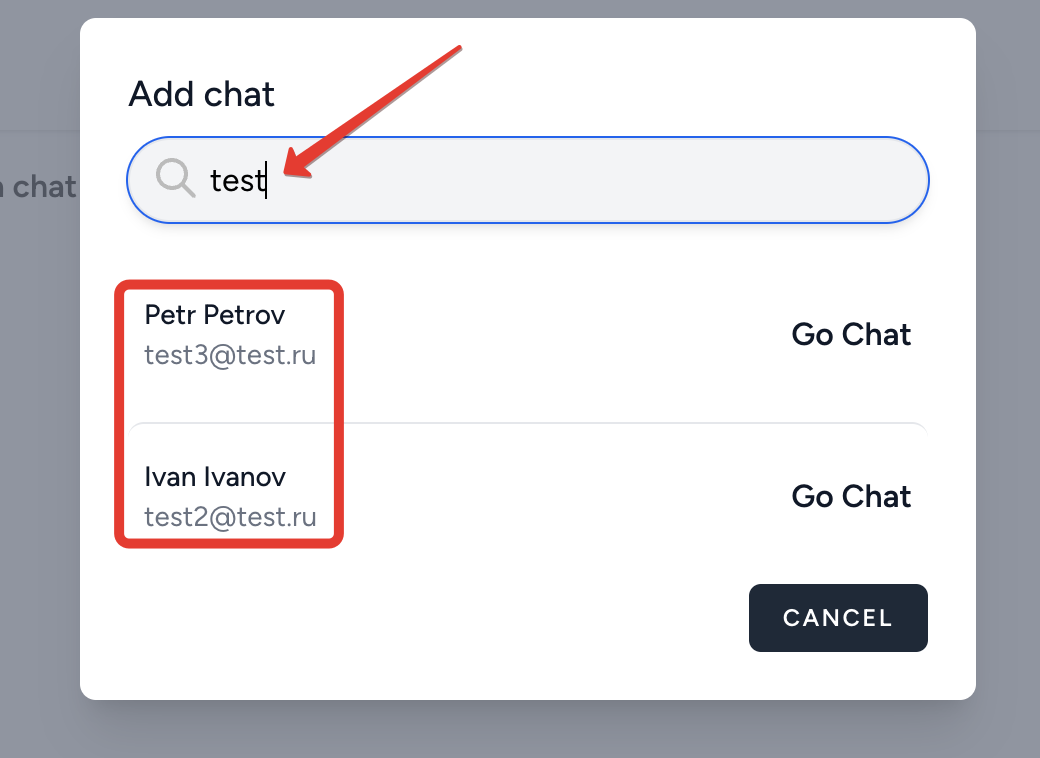 Add chat
chat
test
Petr Petrov
test3@test.ru
Go Chat
Ivan Ivanov
test2@test.ru
Go Chat
CANCEL